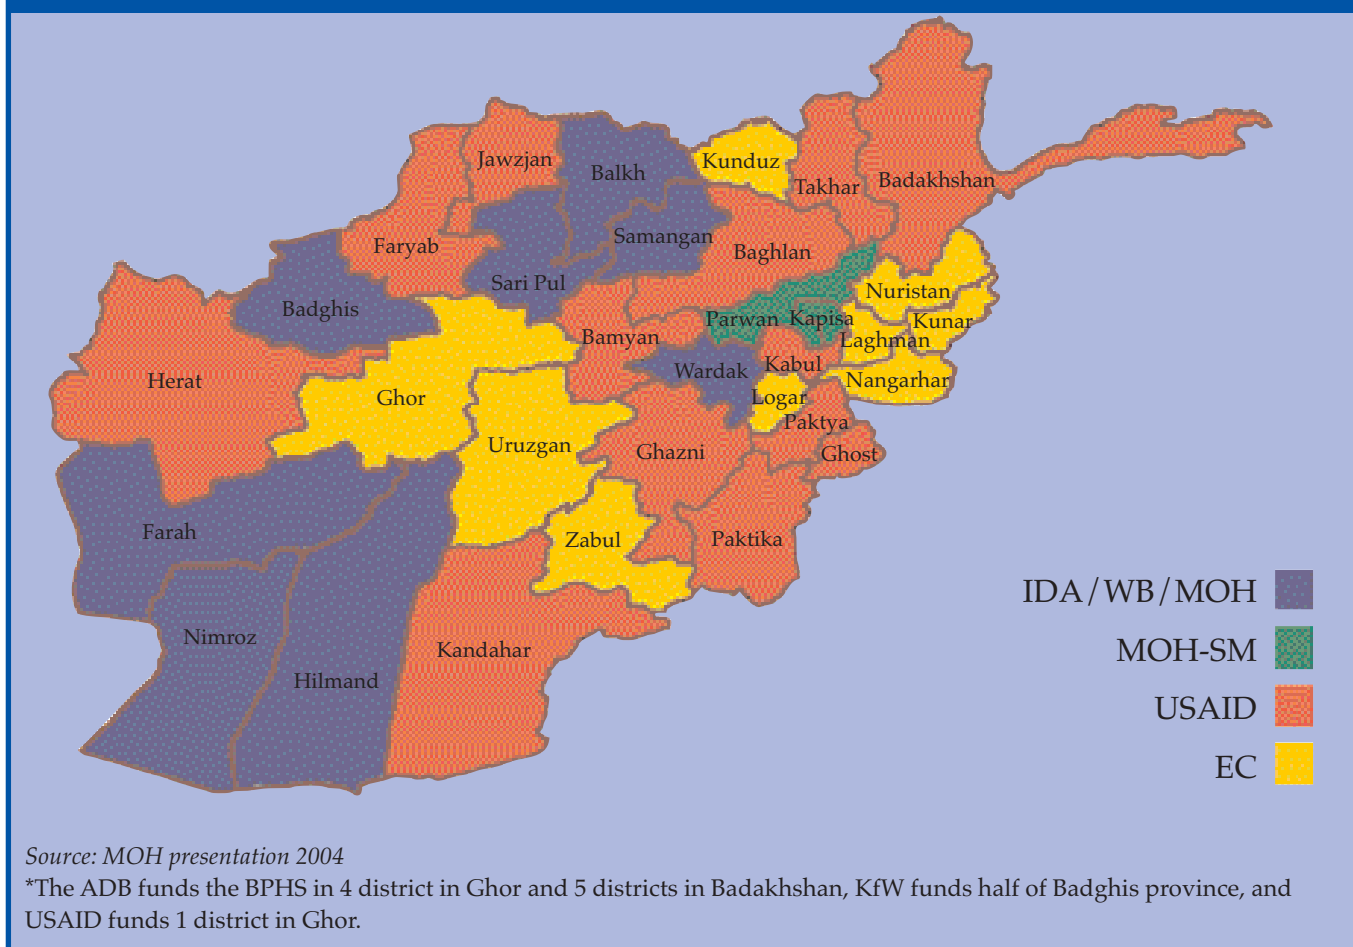 Jawzjan
Balkh
Kunduz
Takhar
Badakhshan
Faryab
Samangan
Baghlan
Sari Pul
Badghis
Nuristan
Parwan
Kapisa
Kunar
Bamyan
Laghman
Herat
Wardak
Kabul
Nangarhar
Ghor
Logar
Paktya
Uruzgan
Ghazni
Ghost
Farah
Zabul
Paktika
Nimroz
Hilmand
Kandahar
IDA/WB/MOH
MOH-SM
USAID
EC
Source: MOH presentation 2004
*The ADB funds the BPHS in 4 district in Ghor and 5 districts in Badakhshan, KfW funds half of Badghis province, and
USAID funds 1 district in Ghor.